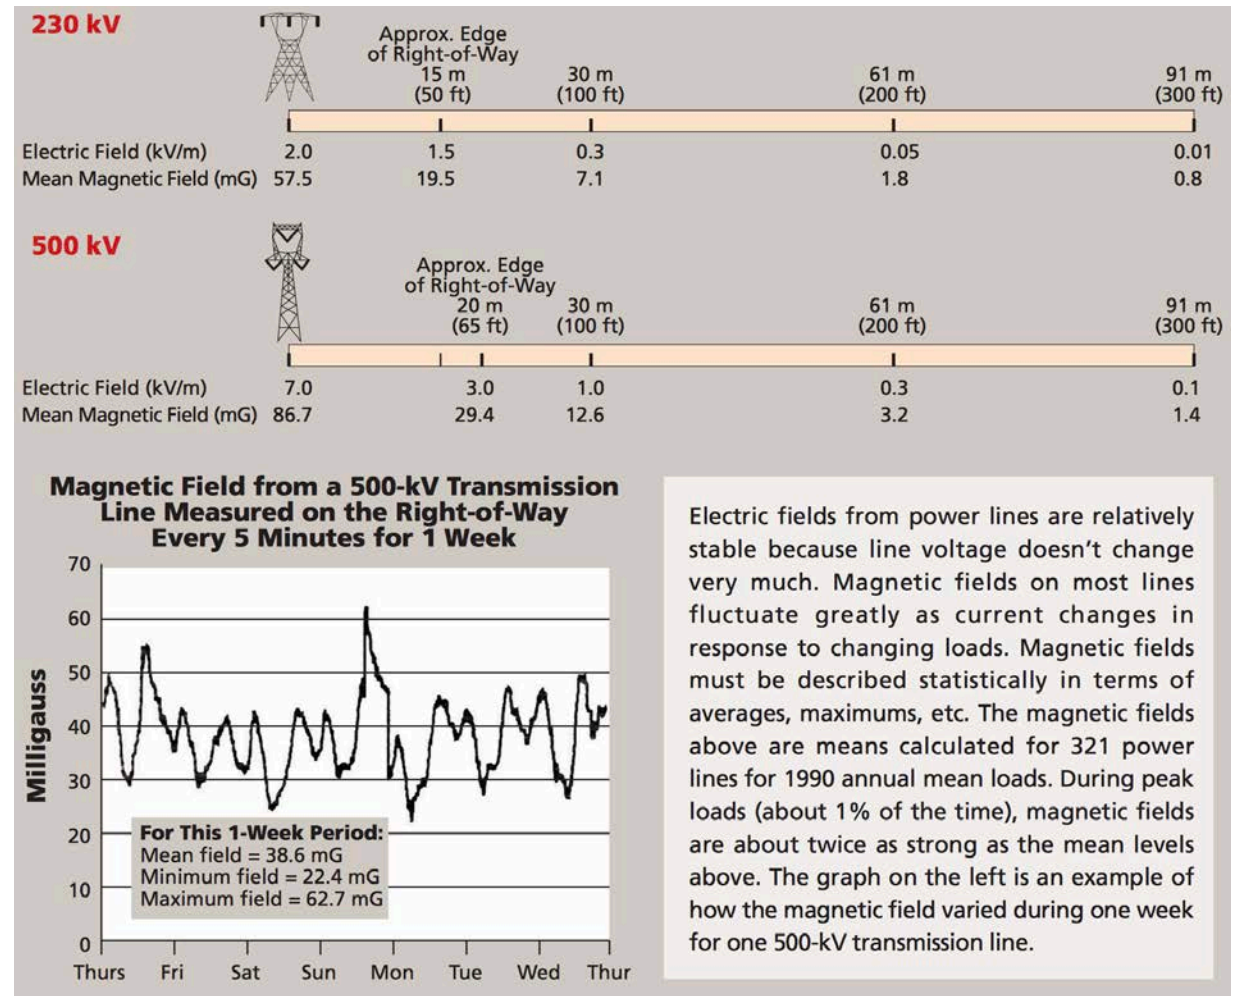 230 kV
Approx. Edge
of Right-of-Way
15 m 30 m 61 m 91 m
(50 ft) (100 ft) (200 ft) (300 ft)
Electric Field (kV/m) 2.0 1.5 0.3 0.05 0.01
Mean Magnetic Field (mG) 57.5 19.5 7.1 1.8 0.8
500 kV
Approx. Edge
of Right-of-Way
20 m 30 m 61 m 91 m
(65 ft) (100 ft) (200 ft) (300 ft)
Electric Field (kV/m) 7.0 3.0 1.0 0.3 0.1
Mean Magnetic Field (mG) 86.7 29.4 12.6 3.2 1.4
Magnetic Field from a 500-kV Transmission
Line Measured on the Right-of-Way
Every 5 Minutes for 1 Week
Milligauss
70
60
50
40
30
20
10
0
For This 1-Week Period:
Mean field = 38.6 mG
Minimum field = 22.4 mG
Maximum field = 62.7 mG
Thurs Fri Sat Sun Mon Tue Wed Thur
Electric fields from power lines are relatively
stable because line voltage doesn't change
very much. Magnetic fields on most lines
fluctuate greatly as current changes in
response to changing loads. Magnetic fields
must be described statistically in terms of
averages, maximums, etc. The magnetic fields
above are means calculated for 321 power
lines for 1990 annual mean loads. During peak
loads (about 1% of the time), magnetic fields
are about twice as strong as the mean levels
above. The graph on the left is an example of
how the magnetic field varied during one week
for one 500-kV transmission line.